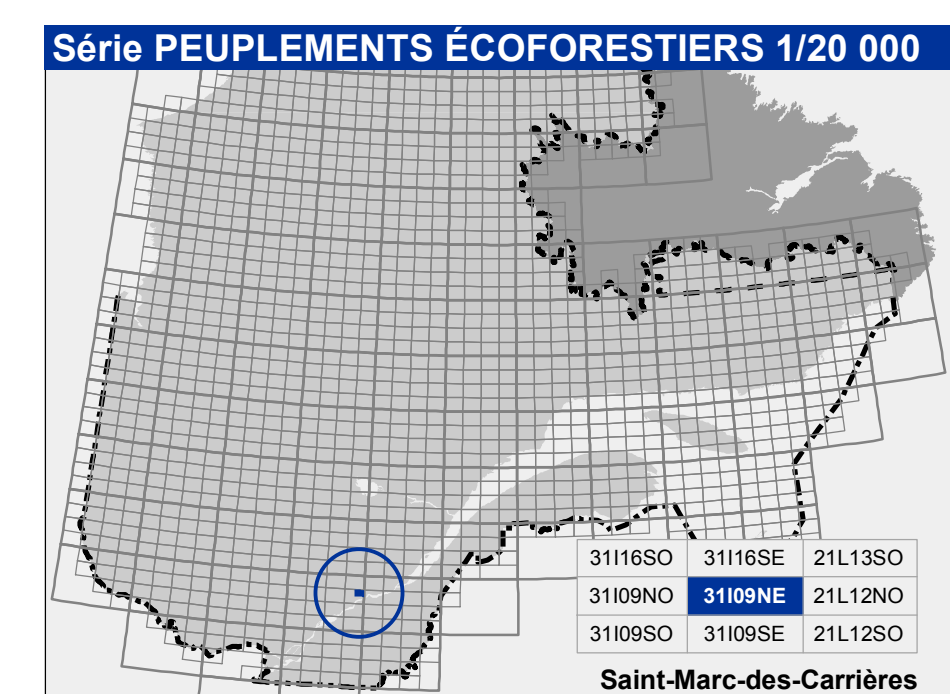 Série PEUPLEMENTS ÉCOFORESTIERS 1/20 000
31I16SO 31I16SE 21L13SO
31I09NO 31I09NE 21L12NO
31I09SO 31I09SE 21L12SO
Saint-Marc-des-Carrières